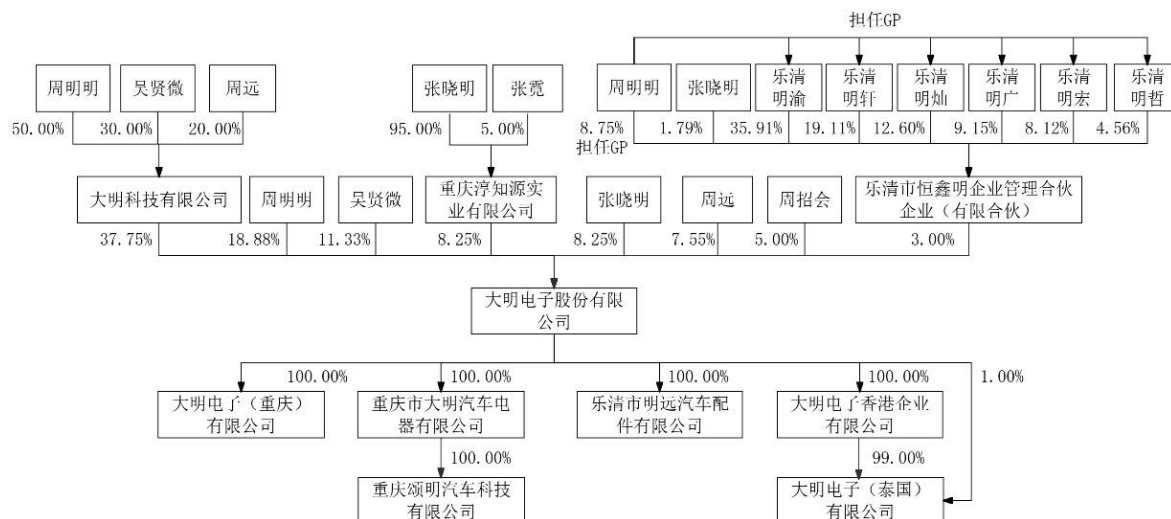 担任GP
周明明
吴贤微
周远
张晓明
张霓
周明明
张晓明
乐清
明渝
乐清
明轩
乐清
明灿
乐清
明广
乐清
明宏
乐清
明哲
50.00%
30.00%
20.00%
95.00%
5.00%
8.75%
1.79%
35.91%
19.11%
12.60%
9.15%
8.12%
4.56%
担任GP
大明科技有限公司
周明明
吴贤微
重庆淳知源实
业有限公司
张晓明
周远
周招会
乐清市恒鑫明企业管理合伙
企业（有限合伙）
37.75%
18.88%
11.33%
8.25%
8.25%
7.55%
5.00%
3.00%
大明电子股份有限
公司
100.00%
100.00%
100.00%
100.00%
1.00%
大明电子（重庆）
有限公司
重庆市大明汽车电
器有限公司
乐清市明远汽车配
件有限公司
大明电子香港企业
有限公司
100.00%
99.00%
重庆颂明汽车科技
有限公司
大明电子（泰国）
有限公司